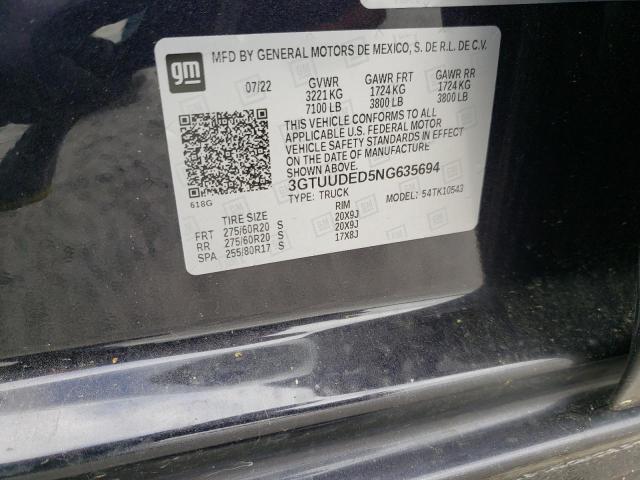 gm
MFD BY GENERAL MOTORS DE MEXICO, S. DE R.L. DE C.V.
07/22 GVWR GAWR FRT GAWR RR
3221 KG 1724 KG 1724 KG
7100 LB 3800 LB 3800 LB
THIS VEHICLE CONFORMS TO ALL
APPLICABLE U.S. FEDERAL MOTOR
VEHICLE SAFETY STANDARDS IN EFFECT
ON THE DATE OF MANUFACTURE
SHOWN ABOVE.
3GTUUDED5NG635694
618G TYPE: TRUCK MODEL: 54TK10543
TIRE SIZE RIM
FRT 275/60R20 S 20X9J
RR 275/60R20 S 20X9J
SPA 255/80R17 S 17X8J